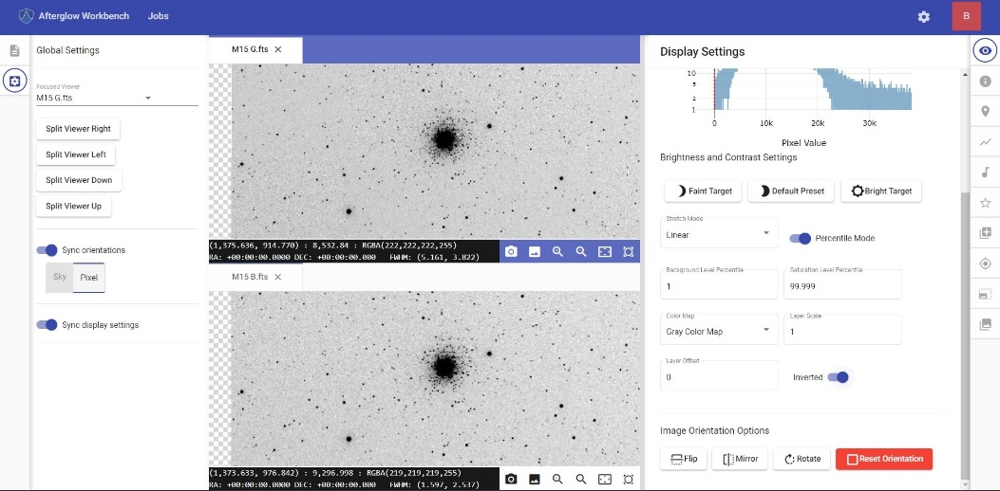 Afterglow Workbench
Jobs
B
Global Settings
Focused Viewer
M15 G.fts
Split Viewer Right
Split Viewer Left
Split Viewer Down
Split Viewer Up
Sync orientations
Sky
Pixel
Sync display settings
M15 G.fts
(1,375.636, 914.770) : 8,532.84 : RGBA(222,222,222,255)
RA: +00:00:00.0000 DEC: +00:00:00.000 FWHM: (5.161, 3.822)
M15 B.fts
(1,373.633, 976.842) : 9,296.998 : RGBA(219,219,219,255)
RA: +00:00:00.0000 DEC: +00:00:00.000 FWHM: (1.597, 2.537)
Display Settings
10
5
2
1
0 10k 20k 30k
Pixel Value
Brightness and Contrast Settings
Faint Target
Default Preset
Bright Target
Stretch Mode
Linear
Percentile Mode
Background Level Percentile
1
Saturation Level Percentile
99.999
Color Map
Gray Color Map
Layer Scale
1
Layer Offset
0
Inverted
Image Orientation Options
Flip
Mirror
Rotate
Reset Orientation